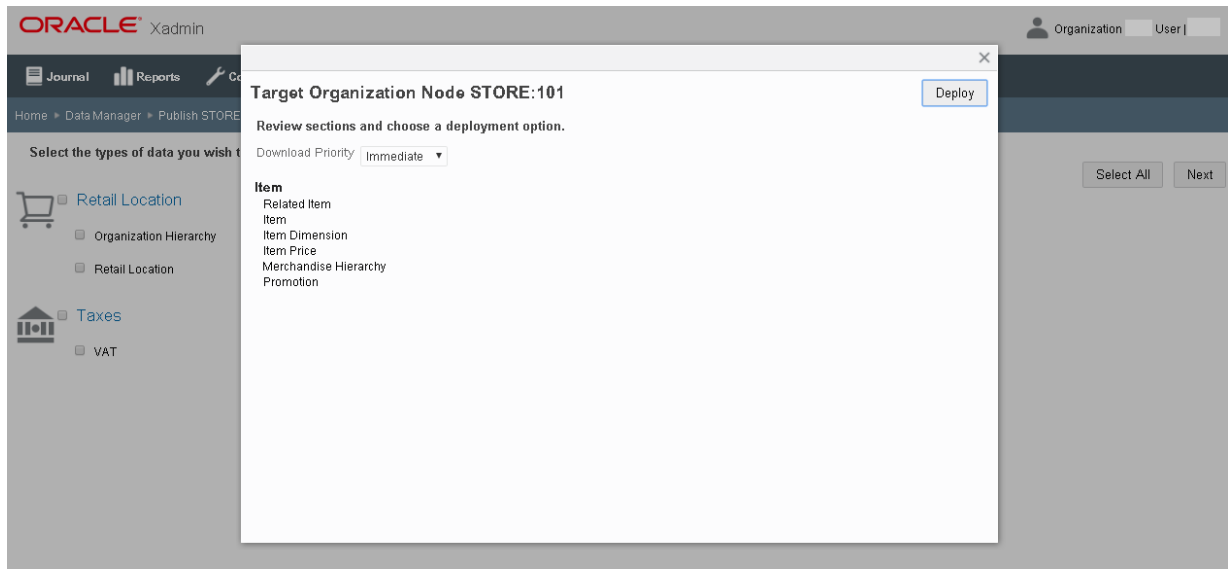 ORACLE Xadmin
Organization User |
Journal Reports
Home Data Manager Publish STORE
Select the types of data you wish t
Select All Next
Retail Location
Organization Hierarchy
Retail Location
Taxes
VAT
×
Target Organization Node STORE:101
Deploy
Review sections and choose a deployment option.
Download Priority Immediate
Item
Related Item
Item
Item Dimension
Item Price
Merchandise Hierarchy
Promotion